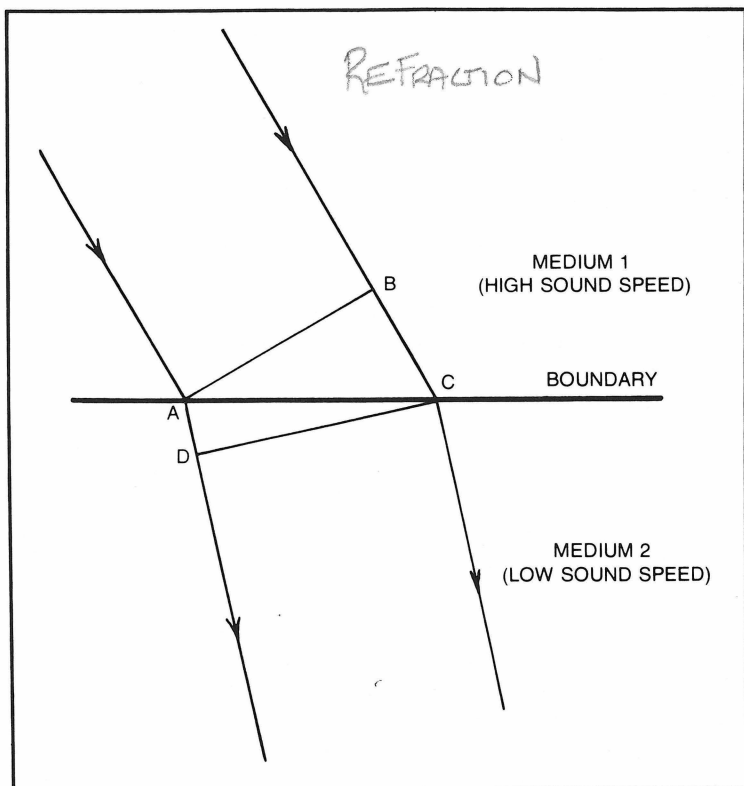 REFRACTION
B
MEDIUM 1
(HIGH SOUND SPEED)
C
BOUNDARY
A
D
MEDIUM 2
(LOW SOUND SPEED)